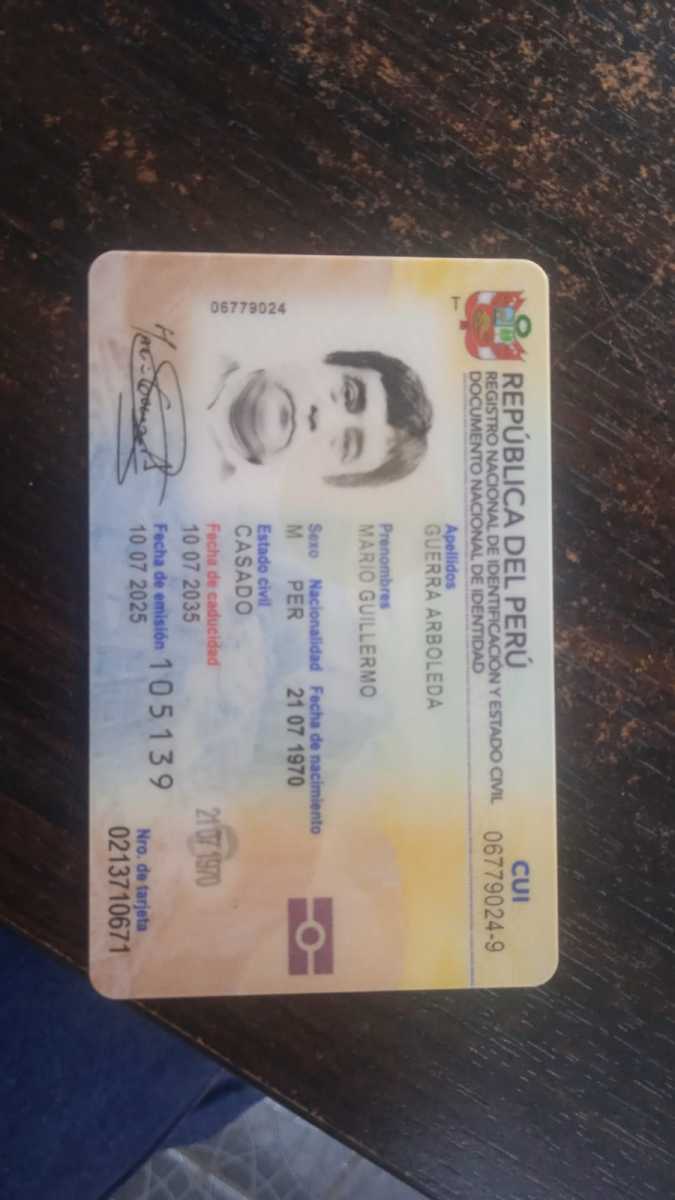 REPÚBLICA DEL PERÚ
REGISTRO NACIONAL DE IDENTIFICACIÓN Y ESTADO CIVIL
DOCUMENTO NACIONAL DE IDENTIDAD
CUI
06779024-9
Apellidos
GUERRA ARBOLEDA
Prenombres
MARIO GUILLERMO
Sexo Nacionalidad Fecha de nacimiento
M PER 21 07 1970
Estado civil
CASADO
Fecha de caducidad
10 07 2035
21 07 1970
Fecha de emisión
10 07 2025
105139
Nro. de tarjeta
0213710671
06779024